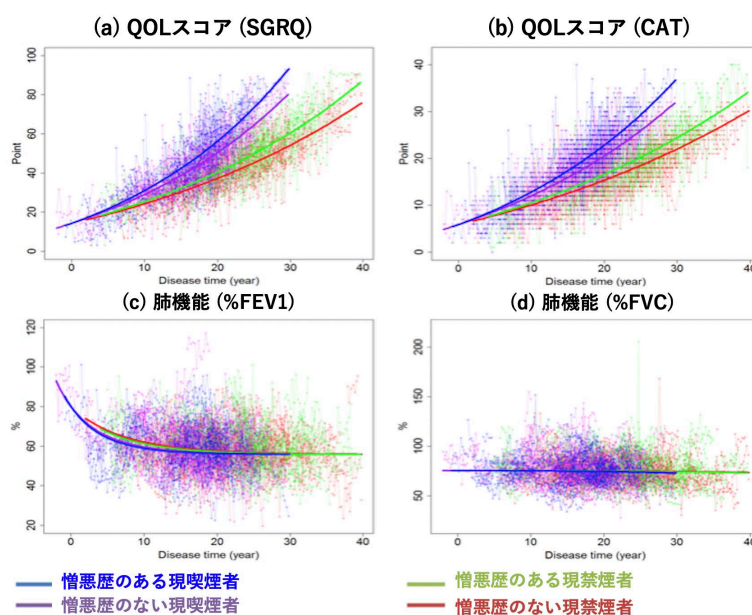 (a) QOLスコア (SGRQ)
(b) QOLスコア (CAT)
100
80
60
40
20
0
Point
0 10 20 30 40
Disease time (year)
40
30
20
10
0
Point
0 10 20 30 40
Disease time (year)
(c) 肺機能 (%FEV1)
(d) 肺機能 (%FVC)
120
100
80
60
40
20
%
0 10 20 30 40
Disease time (year)
200
150
100
50
%
0 10 20 30 40
Disease time (year)
憎悪歴のある現喫煙者
憎悪歴のない現喫煙者
憎悪歴のある現禁煙者
憎悪歴のない現禁煙者